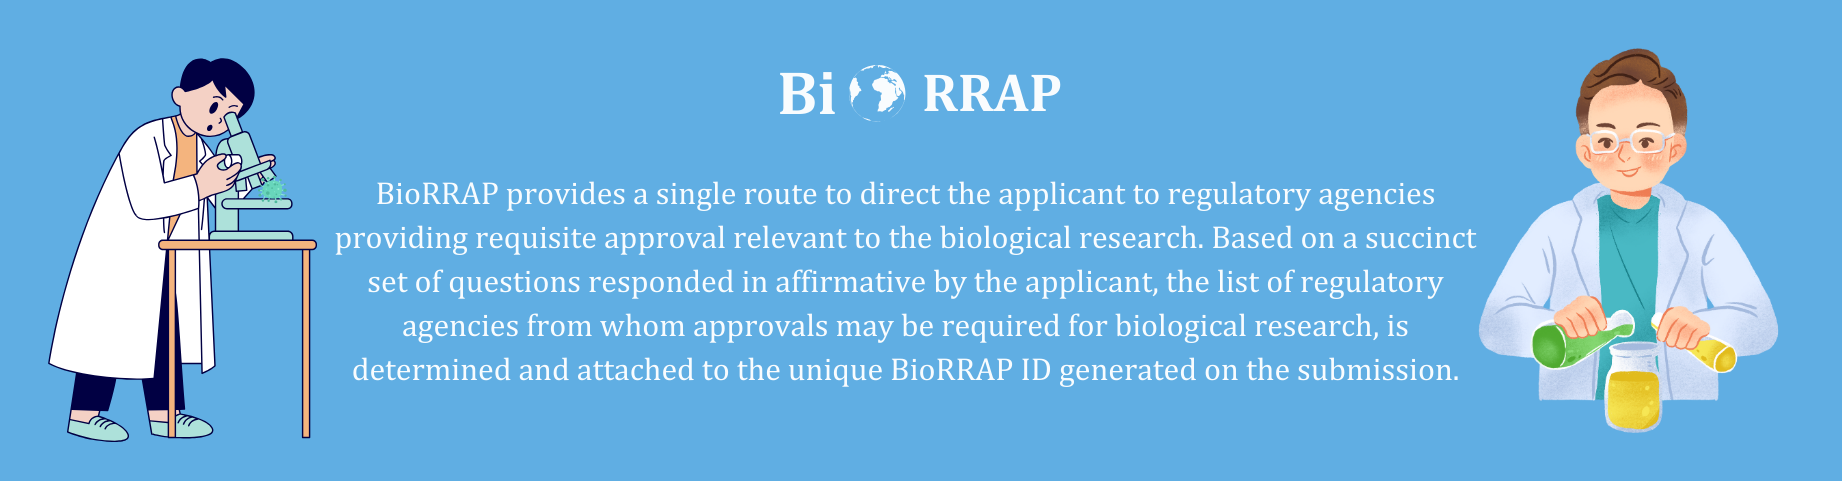 Bi RRAP
BioRRAP provides a single route to direct the applicant to regulatory agencies
providing requisite approval relevant to the biological research. Based on a succinct
set of questions responded in affirmative by the applicant, the list of regulatory
agencies from whom approvals may be required for biological research, is
determined and attached to the unique BioRRAP ID generated on the submission.